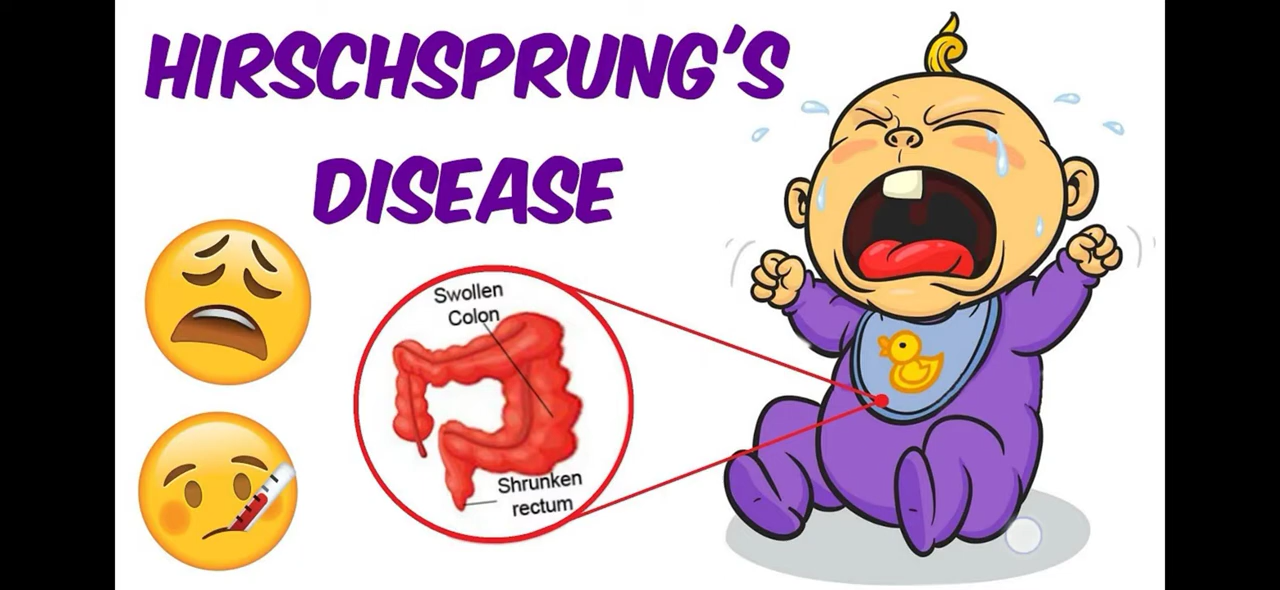 HIRSCHSPRUNG'S
DISEASE
Swollen
Colon
Shrunken
rectum